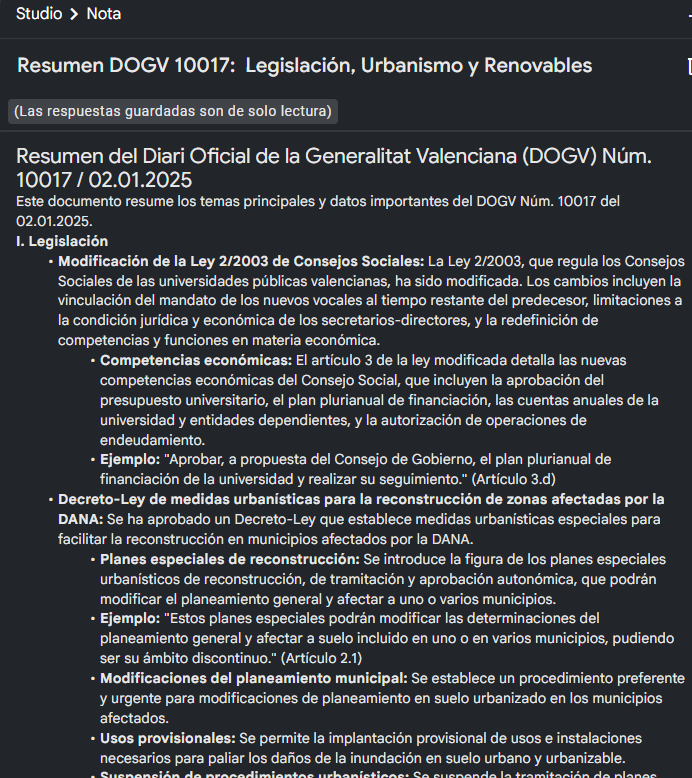 Studio > Nota
Resumen DOGV 10017: Legislación, Urbanismo y Renovables
(Las respuestas guardadas son de solo lectura)
Resumen del Diari Oficial de la Generalitat Valenciana (DOGV) Núm.
10017 / 02.01.2025
Este documento resume los temas principales y datos importantes del DOGV Núm. 10017 del
02.01.2025.
I. Legislación
• Modificación de la Ley 2/2003 de Consejos Sociales: La Ley 2/2003, que regula los Consejos
Sociales de las universidades públicas valencianas, ha sido modificada. Los cambios incluyen la
vinculación del mandato de los nuevos vocales al tiempo restante del predecesor, limitaciones a
la condición jurídica y económica de los secretarios-directores, y la redefinición de
competencias y funciones en materia económica.
• Competencias económicas: El artículo 3 de la ley modificada detalla las nuevas
competencias económicas del Consejo Social, que incluyen la aprobación del
presupuesto universitario, el plan plurianual de financiación, las cuentas anuales de la
universidad y entidades dependientes, y la autorización de operaciones de
endeudamiento.
• Ejemplo: "Aprobar, a propuesta del Consejo de Gobierno, el plan plurianual de
financiación de la universidad y realizar su seguimiento." (Artículo 3.d)
• Decreto-Ley de medidas urbanísticas para la reconstrucción de zonas afectadas por la
DANA: Se ha aprobado un Decreto-Ley que establece medidas urbanísticas especiales para
facilitar la reconstrucción en municipios afectados por la DANA.
• Planes especiales de reconstrucción: Se introduce la figura de los planes especiales
urbanísticos de reconstrucción, de tramitación y aprobación autonómica, que podrán
modificar el planeamiento general y afectar a uno o varios municipios.
• Ejemplo: "Estos planes especiales podrán modificar las determinaciones del
planeamiento general y afectar a suelo incluido en uno o en varios municipios, pudiendo
ser su ámbito discontinuo." (Artículo 2.1)
• Modificaciones del planeamiento municipal: Se establece un procedimiento preferente
y urgente para modificaciones de planeamiento en suelo urbanizado en los municipios
afectados.
• Usos provisionales: Se permite la implantación provisional de usos e instalaciones
necesarios para paliar los daños de la inundación en suelo urbano y urbanizable.
• Suspensión de procedimientos urbanísticos: Se suspende la tramitación de planes